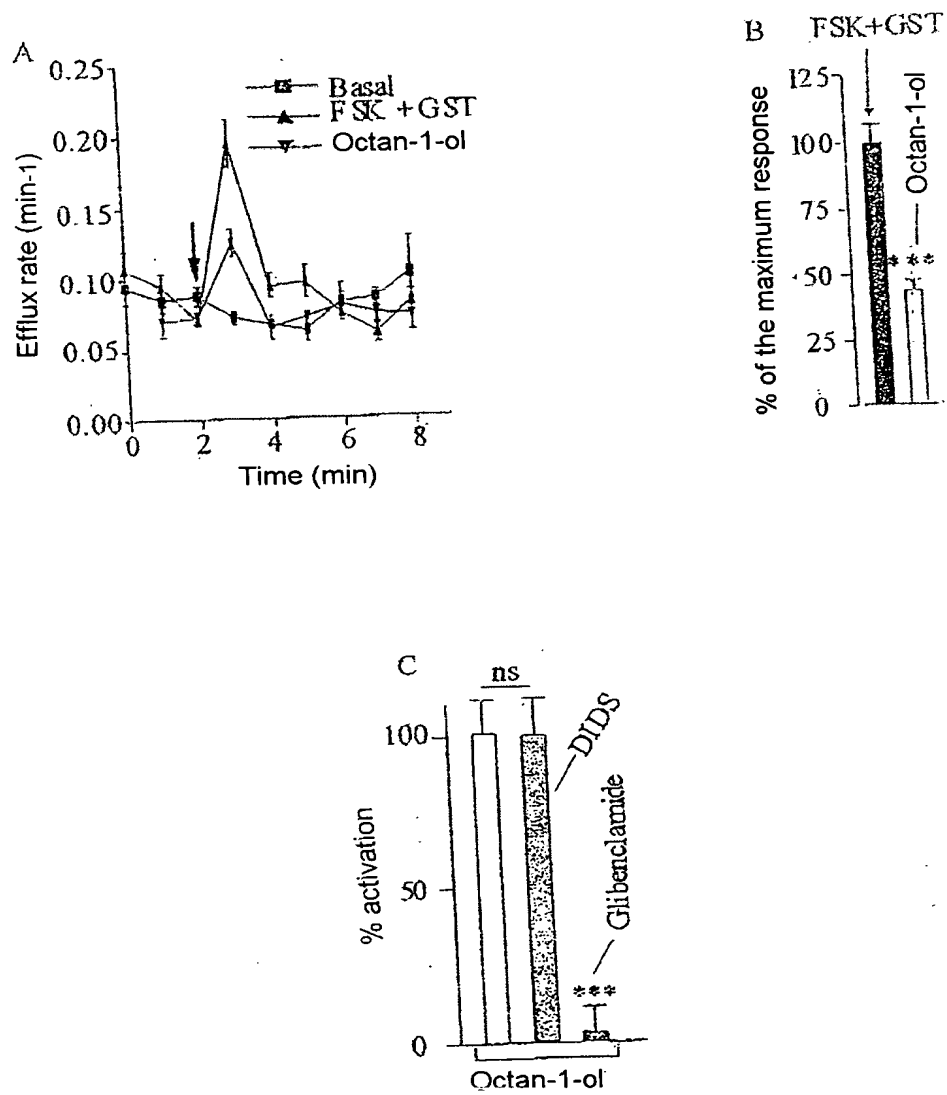 A
0.25
0.20
0.15
0.10
0.05
0.00
Efflux rate (min-1)
0
2
4
6
8
Time (min)
Basal
FSK +GST
Octan-1-ol
B
FSK+GST
125
100
75
50
25
0
% of the maximum response
Octan-1-ol
***
C
ns
100
50
0
% activation
DIDS
Glibenclamide
***
Octan-1-ol